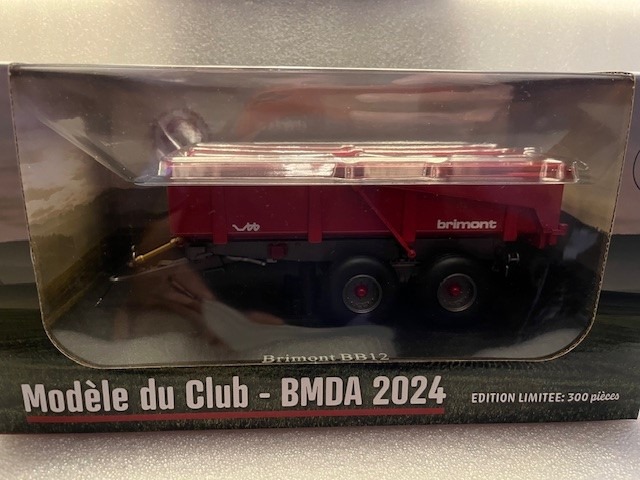 brimont
Brimont BB12
Modèle du Club - BMDA 2024
EDITION LIMITEE: 300 pièces